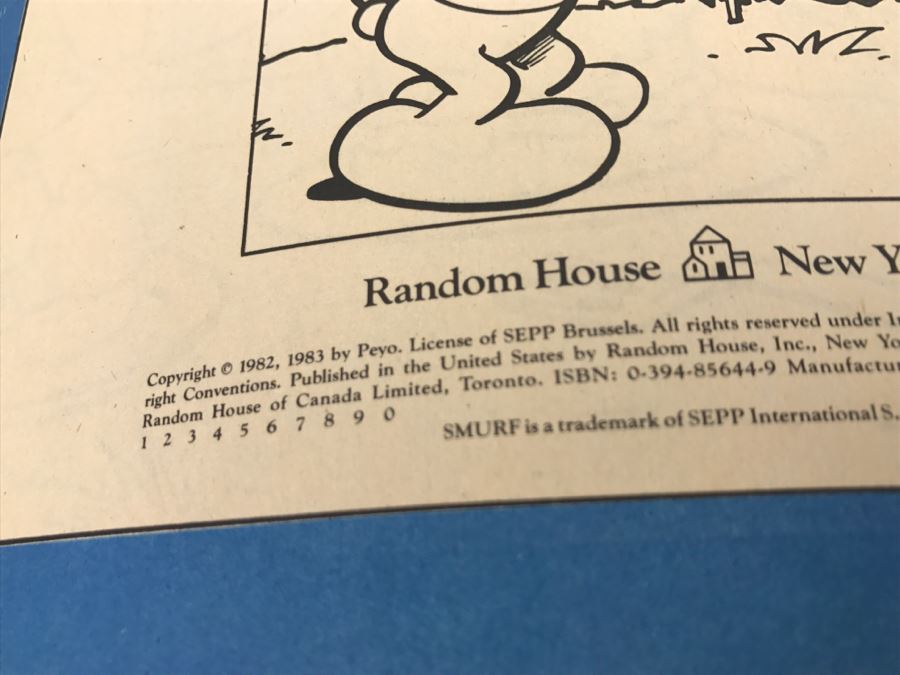 Random House New Y
Copyright © 1982, 1983 by Peyo. License of SEPP Brussels. All rights reserved under I
right Conventions. Published in the United States by Random House, Inc., New Yo
Random House of Canada Limited, Toronto. ISBN: 0-394-85644-9 Manufactur
1 2 3 4 5 6 7 8 9 0
SMURF is a trademark of SEPP International S.